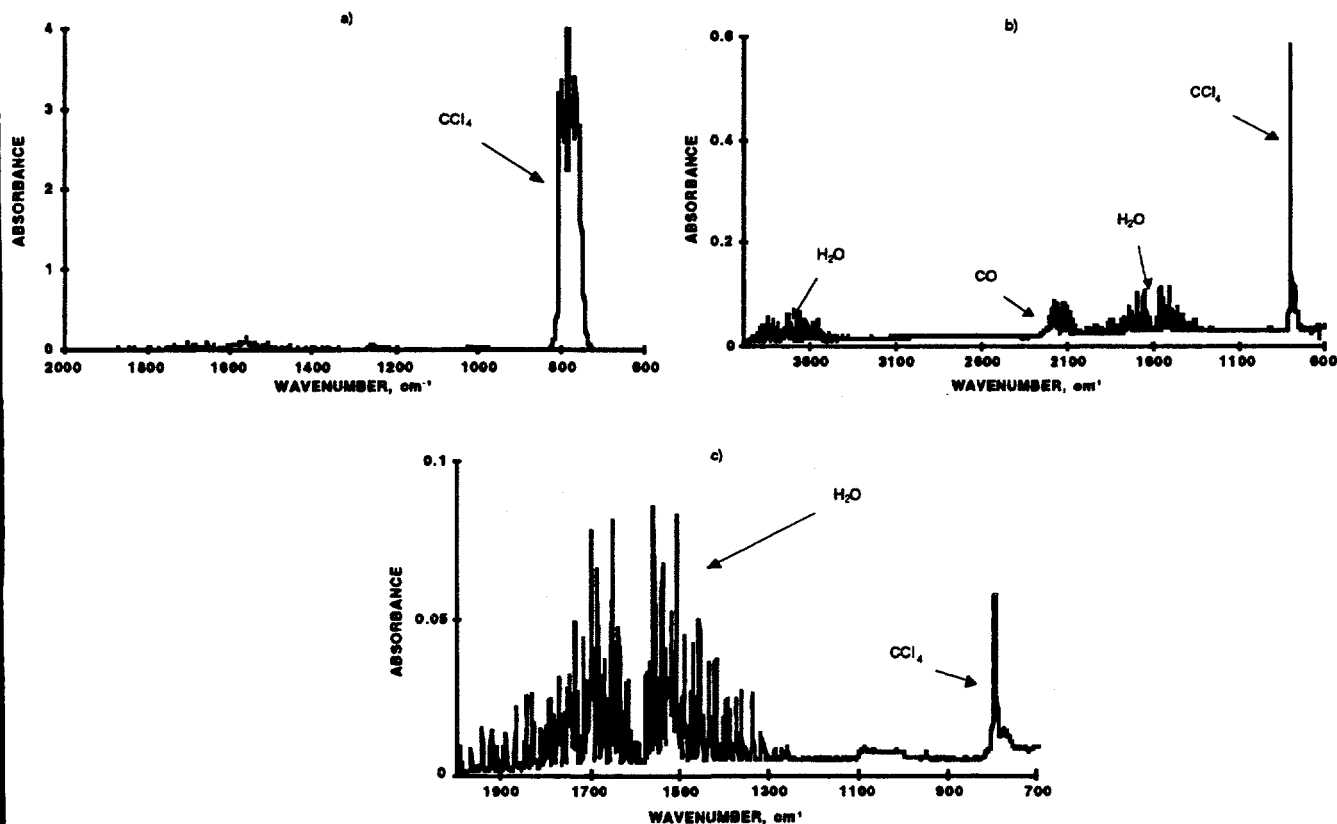 a)
4
3
2
1
0
ABSORBANCE
CCl₄
2000 1800 1600 1400 1200 1000 800 600
WAVENUMBER, cm⁻¹
b)
0.6
0.4
0.2
0
ABSORBANCE
CCl₄
H₂O
CO
H₂O
3600 3100 2600 2100 1600 1100 600
WAVENUMBER, cm⁻¹
c)
0.1
0.05
0
ABSORBANCE
H₂O
CCl₄
1900 1700 1500 1300 1100 900 700
WAVENUMBER, cm⁻¹